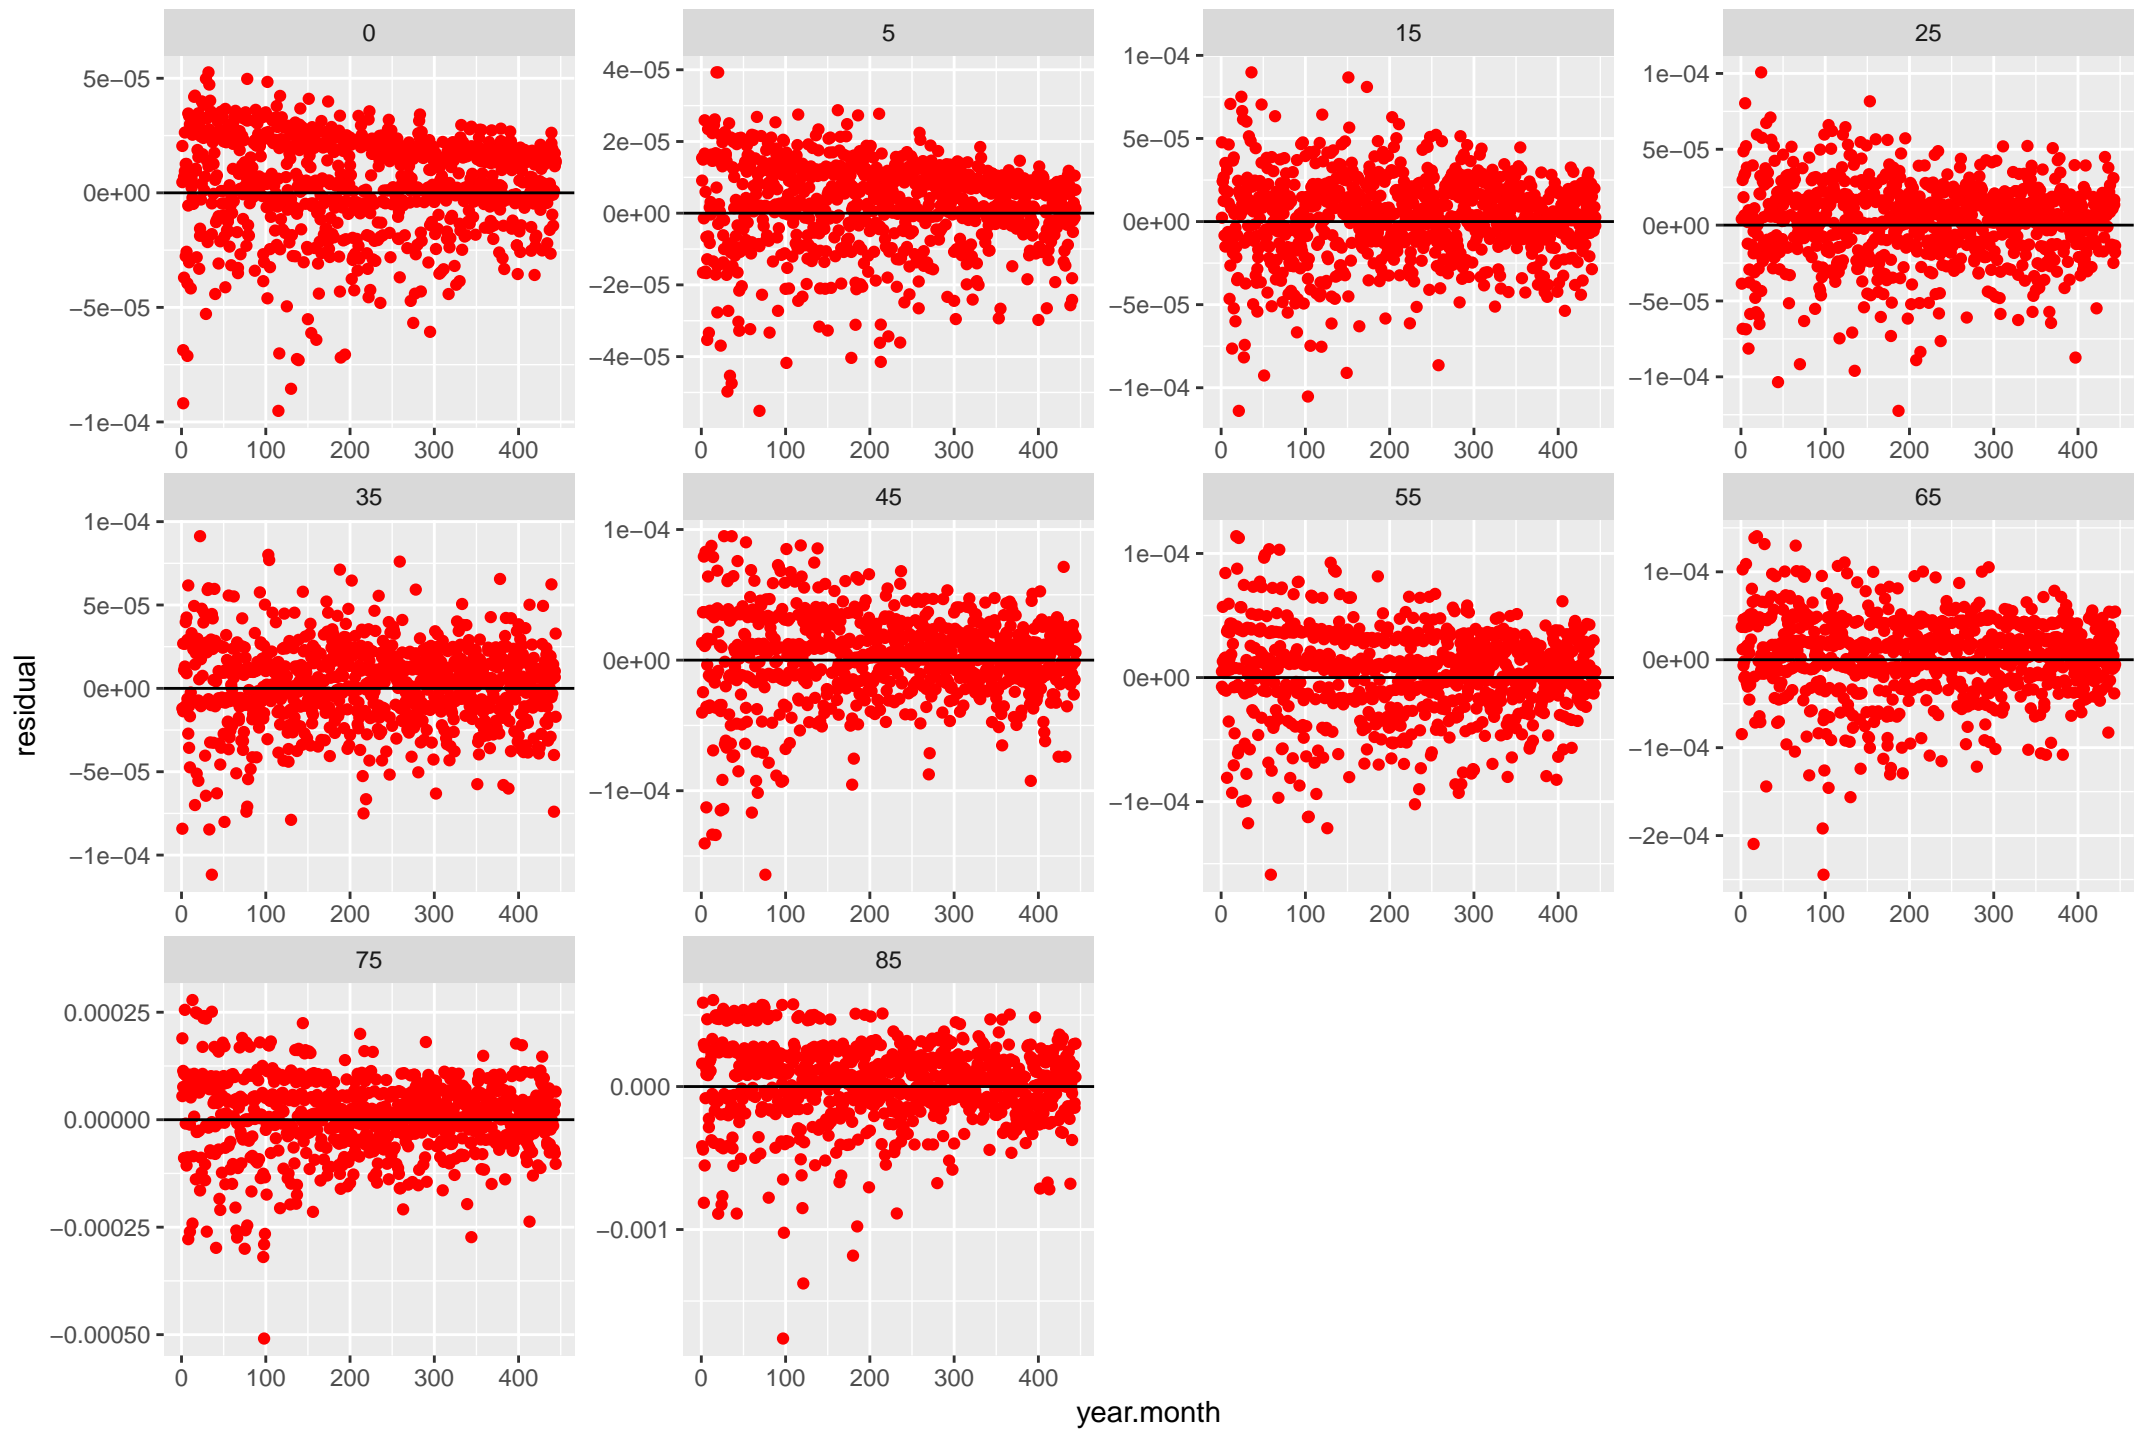 0 5 15 25
5e−05
0e+00
−5e−05
−1e−04
4e−05
2e−05
0e+00
−2e−05
−4e−05
1e−04
5e−05
0e+00
−5e−05
−1e−04
1e−04
5e−05
0e+00
−5e−05
−1e−04
0 100 200 300 400 0 100 200 300 400 0 100 200 300 400 0 100 200 300 400
35 45 55 65
1e−04
5e−05
0e+00
−5e−05
−1e−04
1e−04
0e+00
−1e−04
1e−04
0e+00
−1e−04
1e−04
0e+00
−1e−04
−2e−04
0 100 200 300 400 0 100 200 300 400 0 100 200 300 400 0 100 200 300 400
75 85
0.00025
0.00000
−0.00025
−0.00050
0.000
−0.001
0 100 200 300 400 0 100 200 300 400
year.month
residual